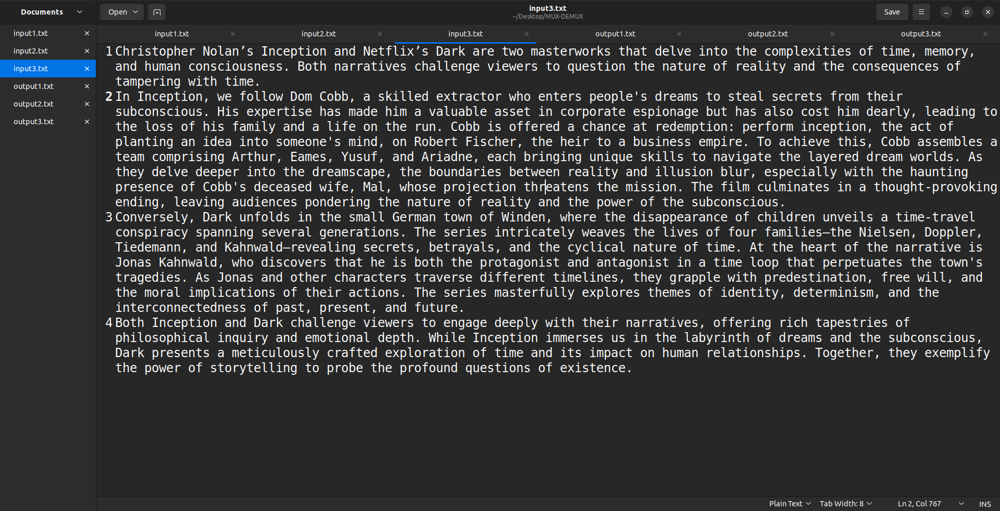 Documents
Open
input3.txt
~/Desktop/MUX-DEMUX
Save
input1.txt
input2.txt
input3.txt
output1.txt
output2.txt
output3.txt
input1.txt
input2.txt
input3.txt
output1.txt
output2.txt
output3.txt
1 Christopher Nolan’s Inception and Netflix’s Dark are two masterworks that delve into the complexities of time, memory,
and human consciousness. Both narratives challenge viewers to question the nature of reality and the consequences of
tampering with time.
2 In Inception, we follow Dom Cobb, a skilled extractor who enters people's dreams to steal secrets from their
subconscious. His expertise has made him a valuable asset in corporate espionage but has also cost him dearly, leading to
the loss of his family and a life on the run. Cobb is offered a chance at redemption: perform inception, the act of
planting an idea into someone's mind, on Robert Fischer, the heir to a business empire. To achieve this, Cobb assembles a
team comprising Arthur, Eames, Yusuf, and Ariadne, each bringing unique skills to navigate the layered dream worlds. As
they delve deeper into the dreamscape, the boundaries between reality and illusion blur, especially with the haunting
presence of Cobb's deceased wife, Mal, whose projection threatens the mission. The film culminates in a thought-provoking
ending, leaving audiences pondering the nature of reality and the power of the subconscious.
3 Conversely, Dark unfolds in the small German town of Winden, where the disappearance of children unveils a time-travel
conspiracy spanning several generations. The series intricately weaves the lives of four families—the Nielsen, Doppler,
Tiedemann, and Kahnwald—revealing secrets, betrayals, and the cyclical nature of time. At the heart of the narrative is
Jonas Kahnwald, who discovers that he is both the protagonist and antagonist in a time loop that perpetuates the town's
tragedies. As Jonas and other characters traverse different timelines, they grapple with predestination, free will, and
the moral implications of their actions. The series masterfully explores themes of identity, determinism, and the
interconnectedness of past, present, and future.
4 Both Inception and Dark challenge viewers to engage deeply with their narratives, offering rich tapestries of
philosophical inquiry and emotional depth. While Inception immerses us in the labyrinth of dreams and the subconscious,
Dark presents a meticulously crafted exploration of time and its impact on human relationships. Together, they exemplify
the power of storytelling to probe the profound questions of existence.
Plain Text
Tab Width: 8
Ln 2, Col 767
INS